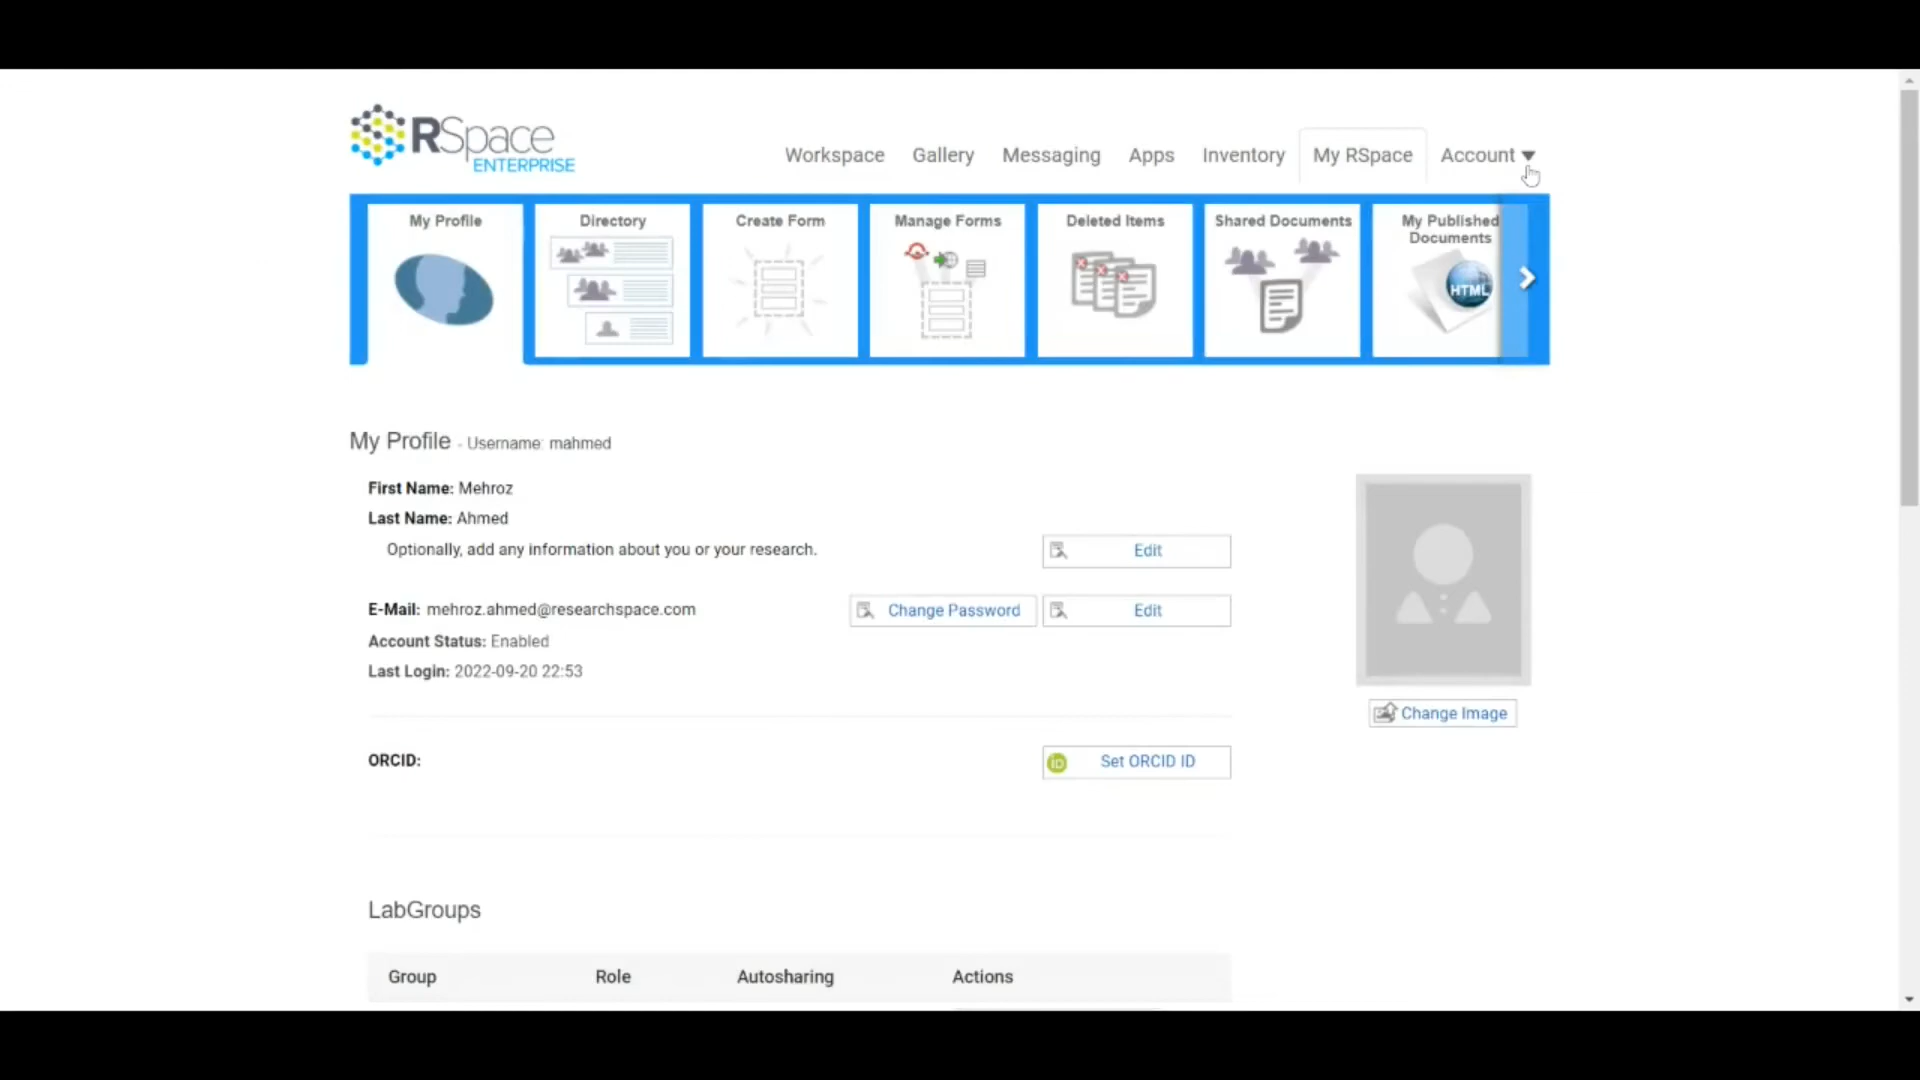 RSpace
ENTERPRISE
Workspace Gallery Messaging Apps Inventory My RSpace Account
My Profile Directory Create Form Manage Forms Deleted Items Shared Documents My Published
Documents
HTML
My Profile - Username: mahmed
First Name: Mehroz
Last Name: Ahmed
Optionally, add any information about you or your research. Edit
E-Mail: mehroz.ahmed@researchspace.com Change Password Edit
Account Status: Enabled
Last Login: 2022-09-20 22:53
Change Image
ORCID: iD Set ORCID ID
LabGroups
Group Role Autosharing Actions